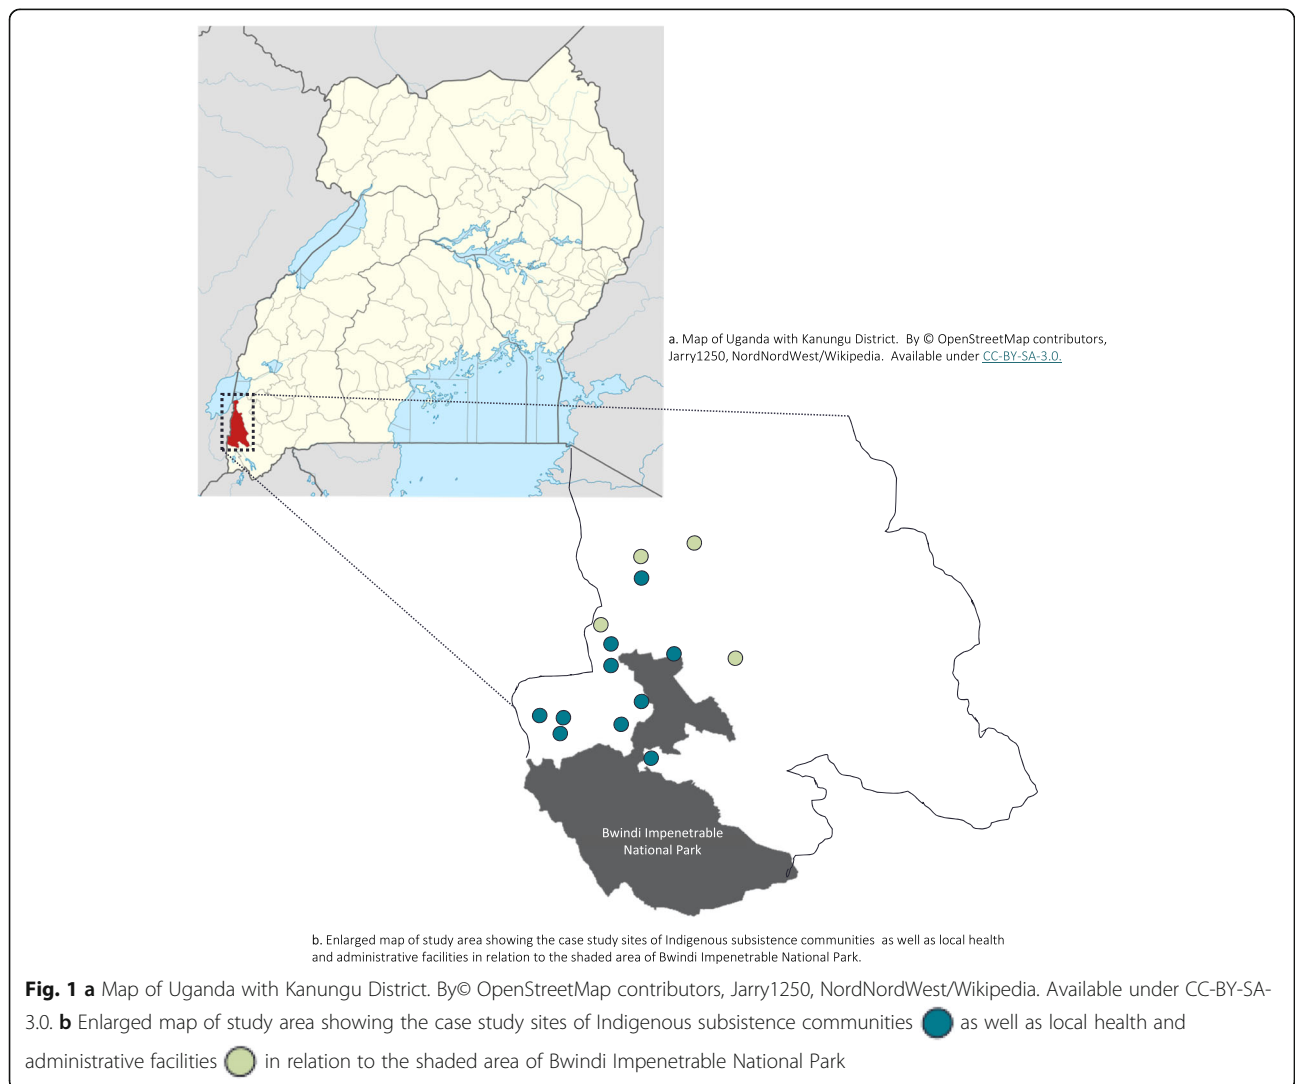 a. Map of Uganda with Kanungu District. By © OpenStreetMap contributors,
Jarry1250, NordNordWest/Wikipedia. Available under CC-BY-SA-3.0.
Bwindi Impenetrable
National Park
b. Enlarged map of study area showing the case study sites of Indigenous subsistence communities as well as local health
and administrative facilities in relation to the shaded area of Bwindi Impenetrable National Park.
Fig. 1 a Map of Uganda with Kanungu District. By© OpenStreetMap contributors, Jarry1250, NordNordWest/Wikipedia. Available under CC-BY-SA-
3.0. b Enlarged map of study area showing the case study sites of Indigenous subsistence communities as well as local health and
administrative facilities in relation to the shaded area of Bwindi Impenetrable National Park